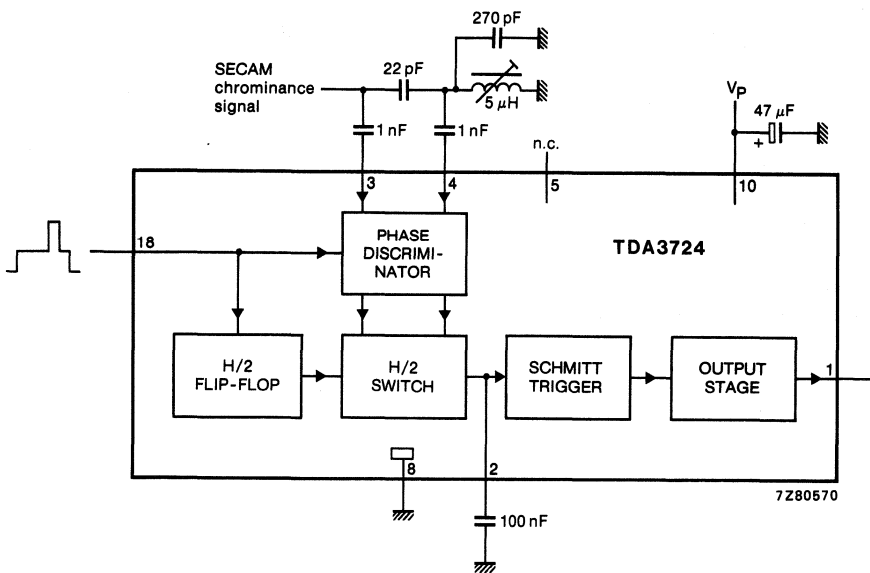 270 pF
SECAM
chrominance
signal
22 pF
5 µH
1 nF
1 nF
n.c.
VP
47 µF
+
3
4
5
10
18
PHASE
DISCRIMI-
NATOR
TDA3724
H/2
FLIP-FLOP
H/2
SWITCH
SCHMITT
TRIGGER
OUTPUT
STAGE
1
8
2
7Z80570
100 nF